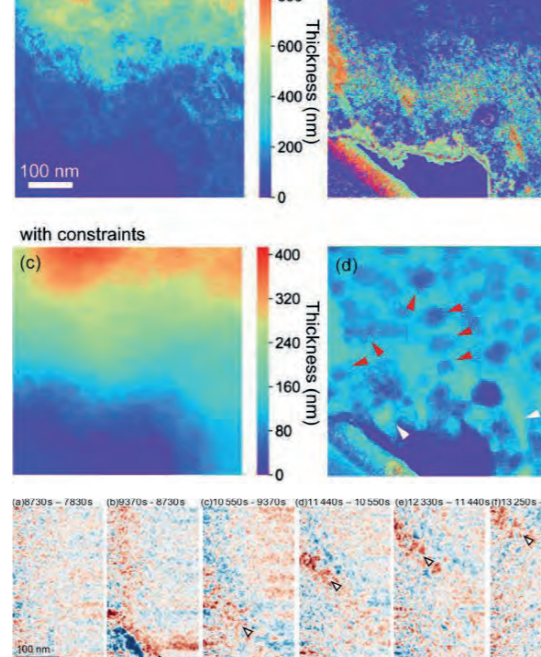 600
400
200
0
Thickness (nm)
100 nm
with constraints
(c)
400
320
240
160
80
0
Thickness (nm)
(d)
(a)8730s – 7830s
(b)9370s - 8730s
(c)10 550s - 9370s
(d)11 440s – 10 550s
(e)12 330s – 11 440s
(f)13 250s -
100 nm